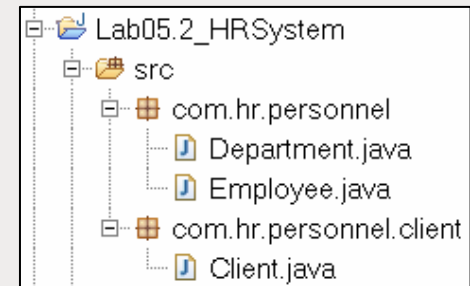 Lab05.2_HRSystem
src
com.hr.personnel
Department.java
Employee.java
com.hr.personnel.client
Client.java